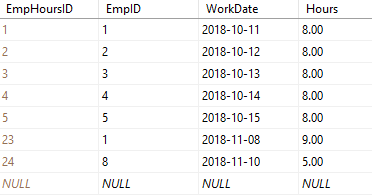 EmpHoursID EmpID WorkDate Hours
1 1 2018-10-11 8.00
2 2 2018-10-12 8.00
3 3 2018-10-13 8.00
4 4 2018-10-14 8.00
5 5 2018-10-15 8.00
23 1 2018-11-08 9.00
24 8 2018-11-10 5.00
NULL NULL NULL NULL